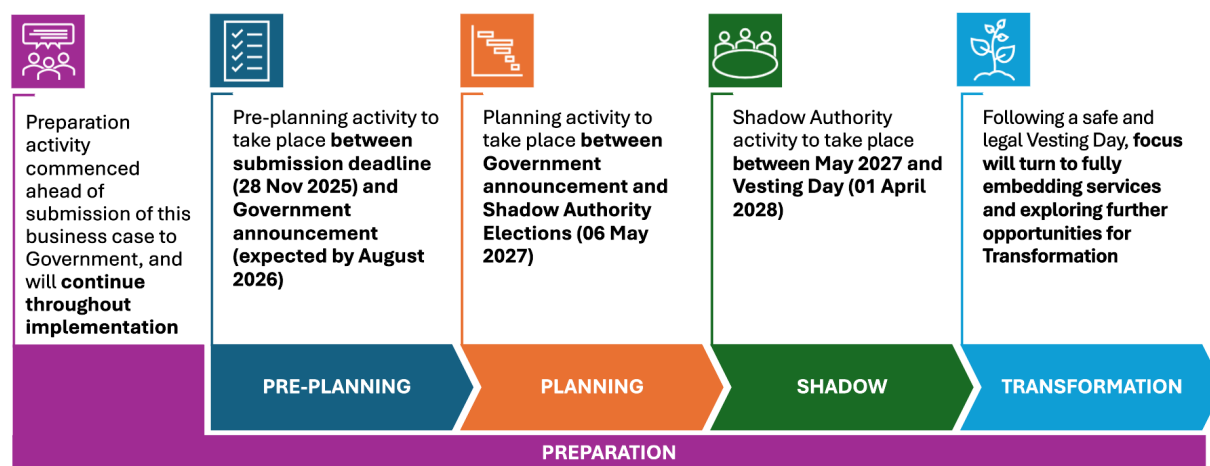 Preparation
activity
commenced
ahead of
submission of this
business case to
Government, and
will continue
throughout
implementation
Pre-planning activity to
take place between
submission deadline
(28 Nov 2025) and
Government
announcement
(expected by August
2026)
Planning activity to
take place between
Government
announcement and
Shadow Authority
Elections (06 May
2027)
Shadow Authority
activity to take place
between May 2027 and
Vesting Day (01 April
2028)
Following a safe and
legal Vesting Day, focus
will turn to fully
embedding services
and exploring further
opportunities for
Transformation
PRE-PLANNING
PLANNING
SHADOW
TRANSFORMATION
PREPARATION